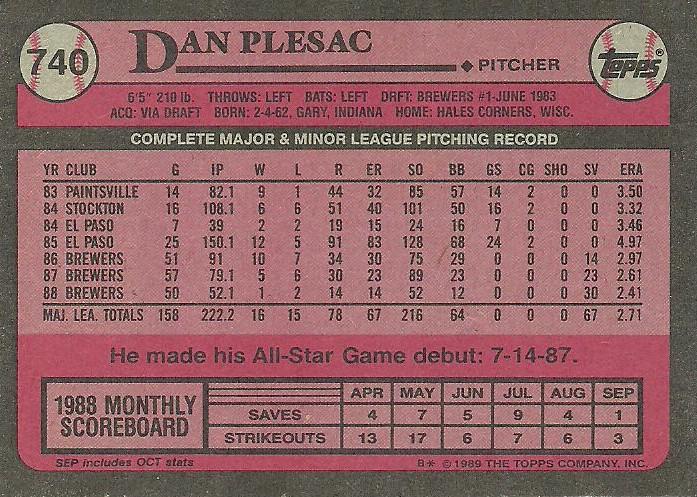 740
DAN PLESAC
PITCHER
TOPPS
6'5" 210 lb. THROWS: LEFT BATS: LEFT DRFT: BREWERS #1-JUNE 1983
ACQ: VIA DRAFT BORN: 2-4-62, GARY, INDIANA HOME: HALES CORNERS, WISC.
COMPLETE MAJOR & MINOR LEAGUE PITCHING RECORD
YR CLUB G IP W L R ER SO BB GS CG SHO SV ERA
83 PAINTSVILLE 14 82.1 9 1 44 32 85 57 14 2 0 0 3.50
84 STOCKTON 16 108.1 6 6 51 40 101 50 16 2 0 0 3.32
84 EL PASO 7 39 2 2 19 15 24 16 7 0 0 0 3.46
85 EL PASO 25 150.1 12 5 91 83 128 68 24 2 0 0 4.97
86 BREWERS 51 91 10 7 34 30 75 29 0 0 0 14 2.97
87 BREWERS 57 79.1 5 6 30 23 89 23 0 0 0 23 2.61
88 BREWERS 50 52.1 1 2 14 14 52 12 0 0 0 30 2.41
MAJ. LEA. TOTALS 158 222.2 16 15 78 67 216 64 0 0 0 67 2.71
He made his All-Star Game debut: 7-14-87.
1988 MONTHLY SCOREBOARD
APR MAY JUN JUL AUG SEP
SAVES 4 7 5 9 4 1
STRIKEOUTS 13 17 6 7 6 3
SEP includes OCT stats
B* © 1989 THE TOPPS COMPANY, INC.